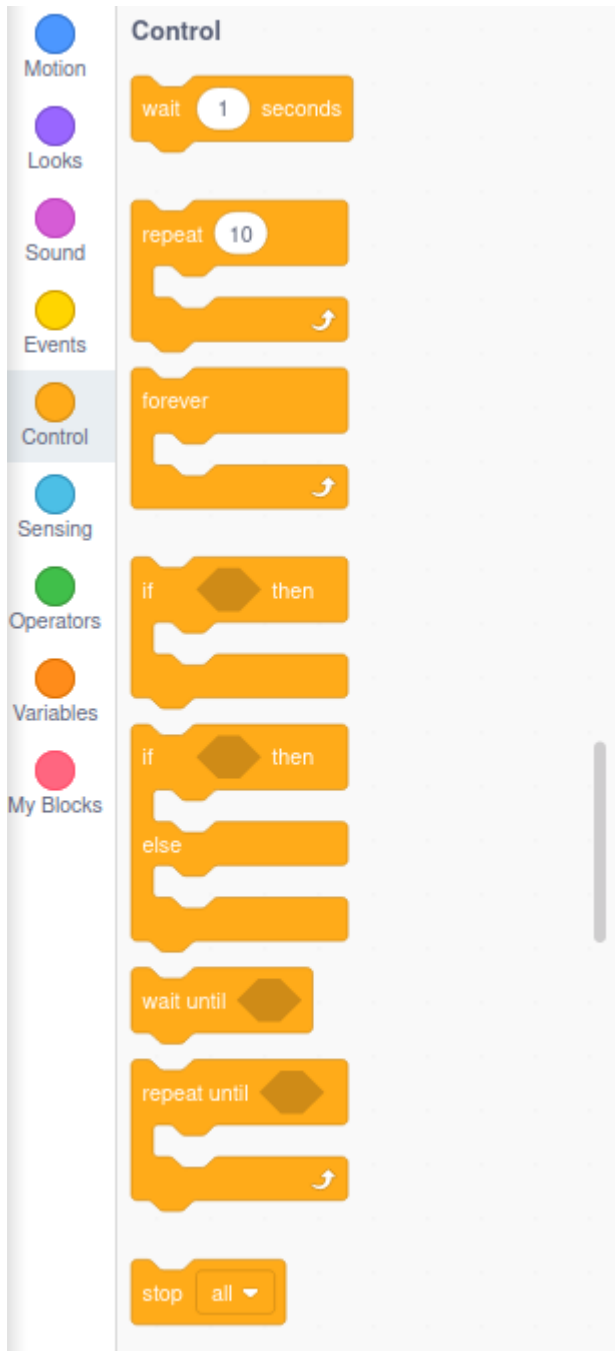 Motion
Looks
Sound
Events
Control
Sensing
Operators
Variables
My Blocks
Control
wait 1 seconds
repeat 10
forever
if then
if then
else
wait until
repeat until
stop all